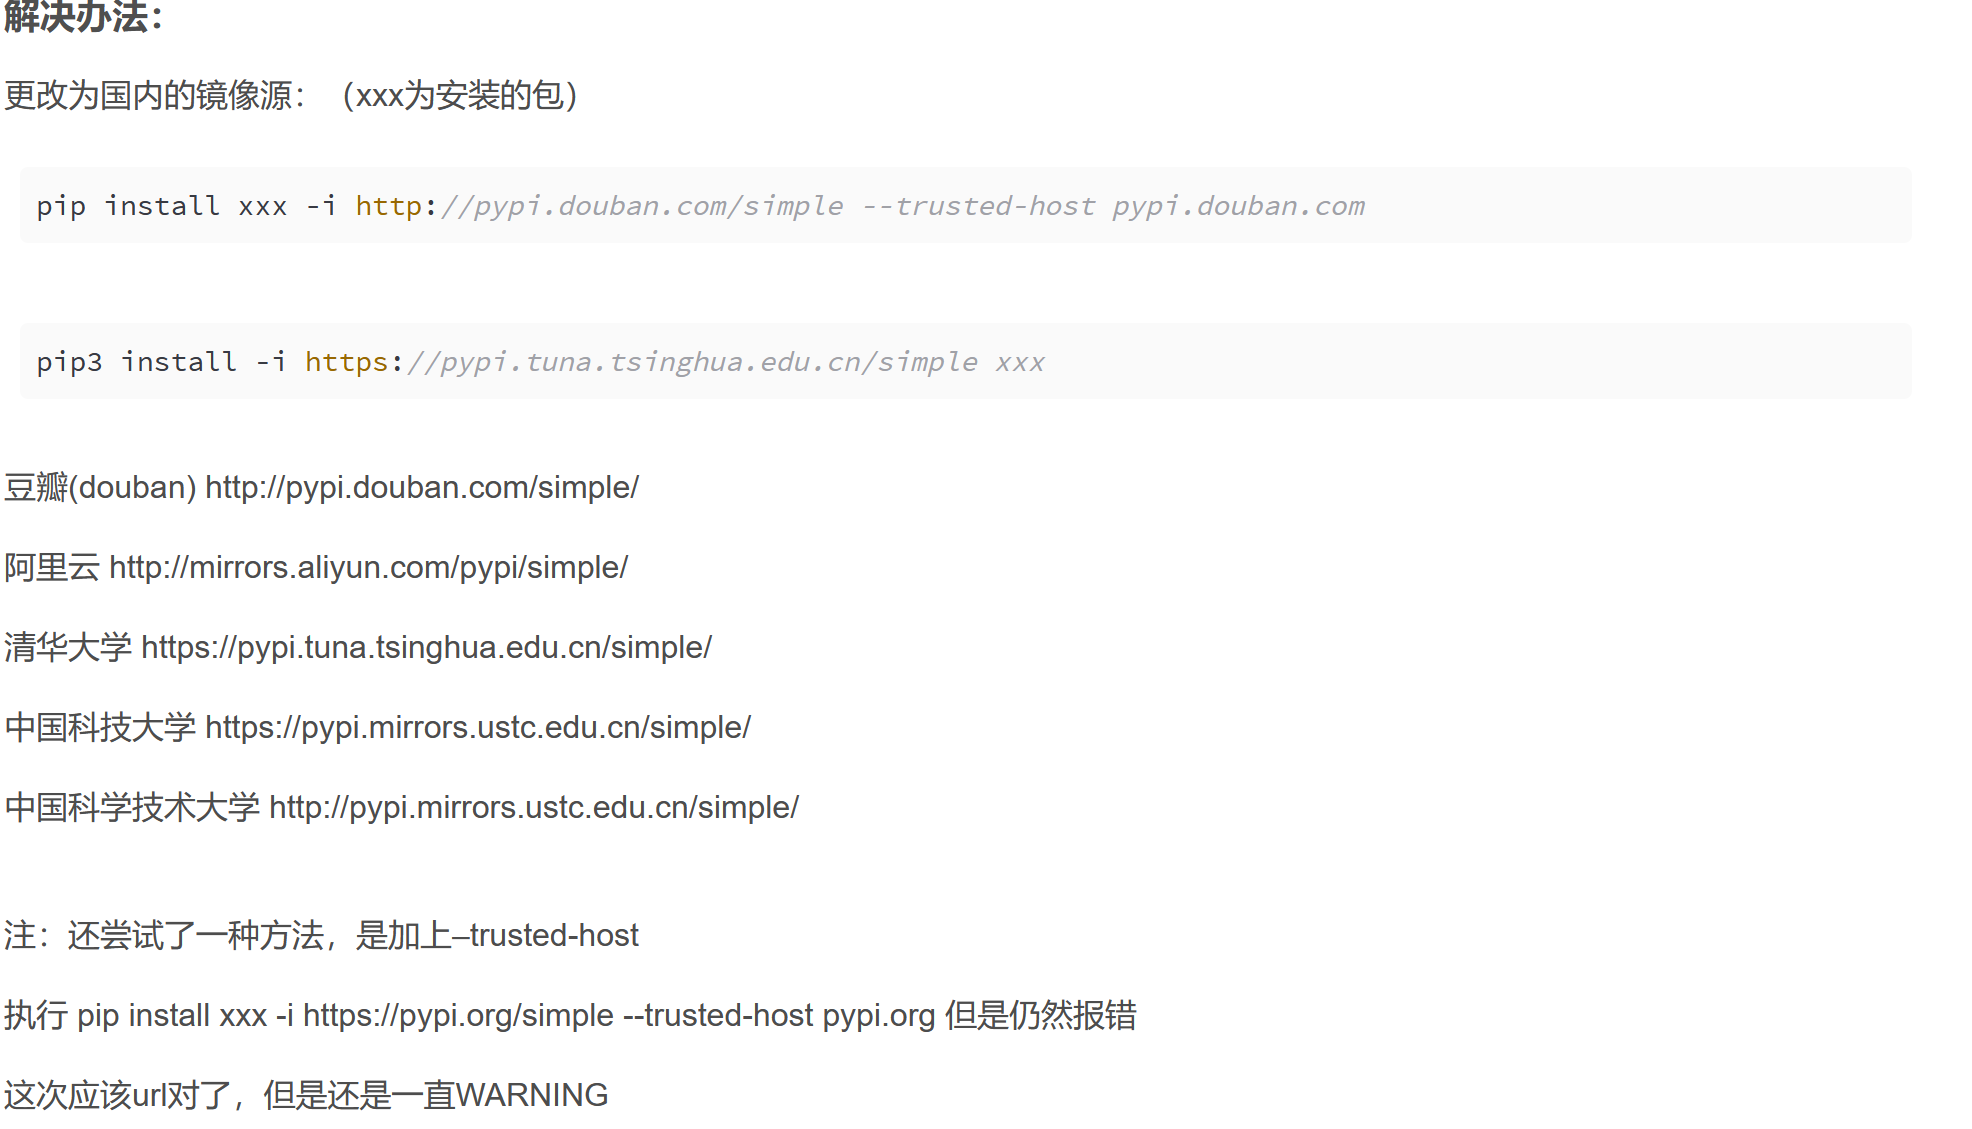 解决办法：
更改为国内的镜像源：（xxx为安装的包）
pip install xxx -i http://pypi.douban.com/simple --trusted-host pypi.douban.com
pip3 install -i https://pypi.tuna.tsinghua.edu.cn/simple xxx
豆瓣(douban) http://pypi.douban.com/simple/
阿里云 http://mirrors.aliyun.com/pypi/simple/
清华大学 https://pypi.tuna.tsinghua.edu.cn/simple/
中国科技大学 https://pypi.mirrors.ustc.edu.cn/simple/
中国科学技术大学 http://pypi.mirrors.ustc.edu.cn/simple/
注：还尝试了一种方法，是加上–trusted-host
执行 pip install xxx -i https://pypi.org/simple --trusted-host pypi.org 但是仍然报错
这次应该url对了，但是还是一直WARNING